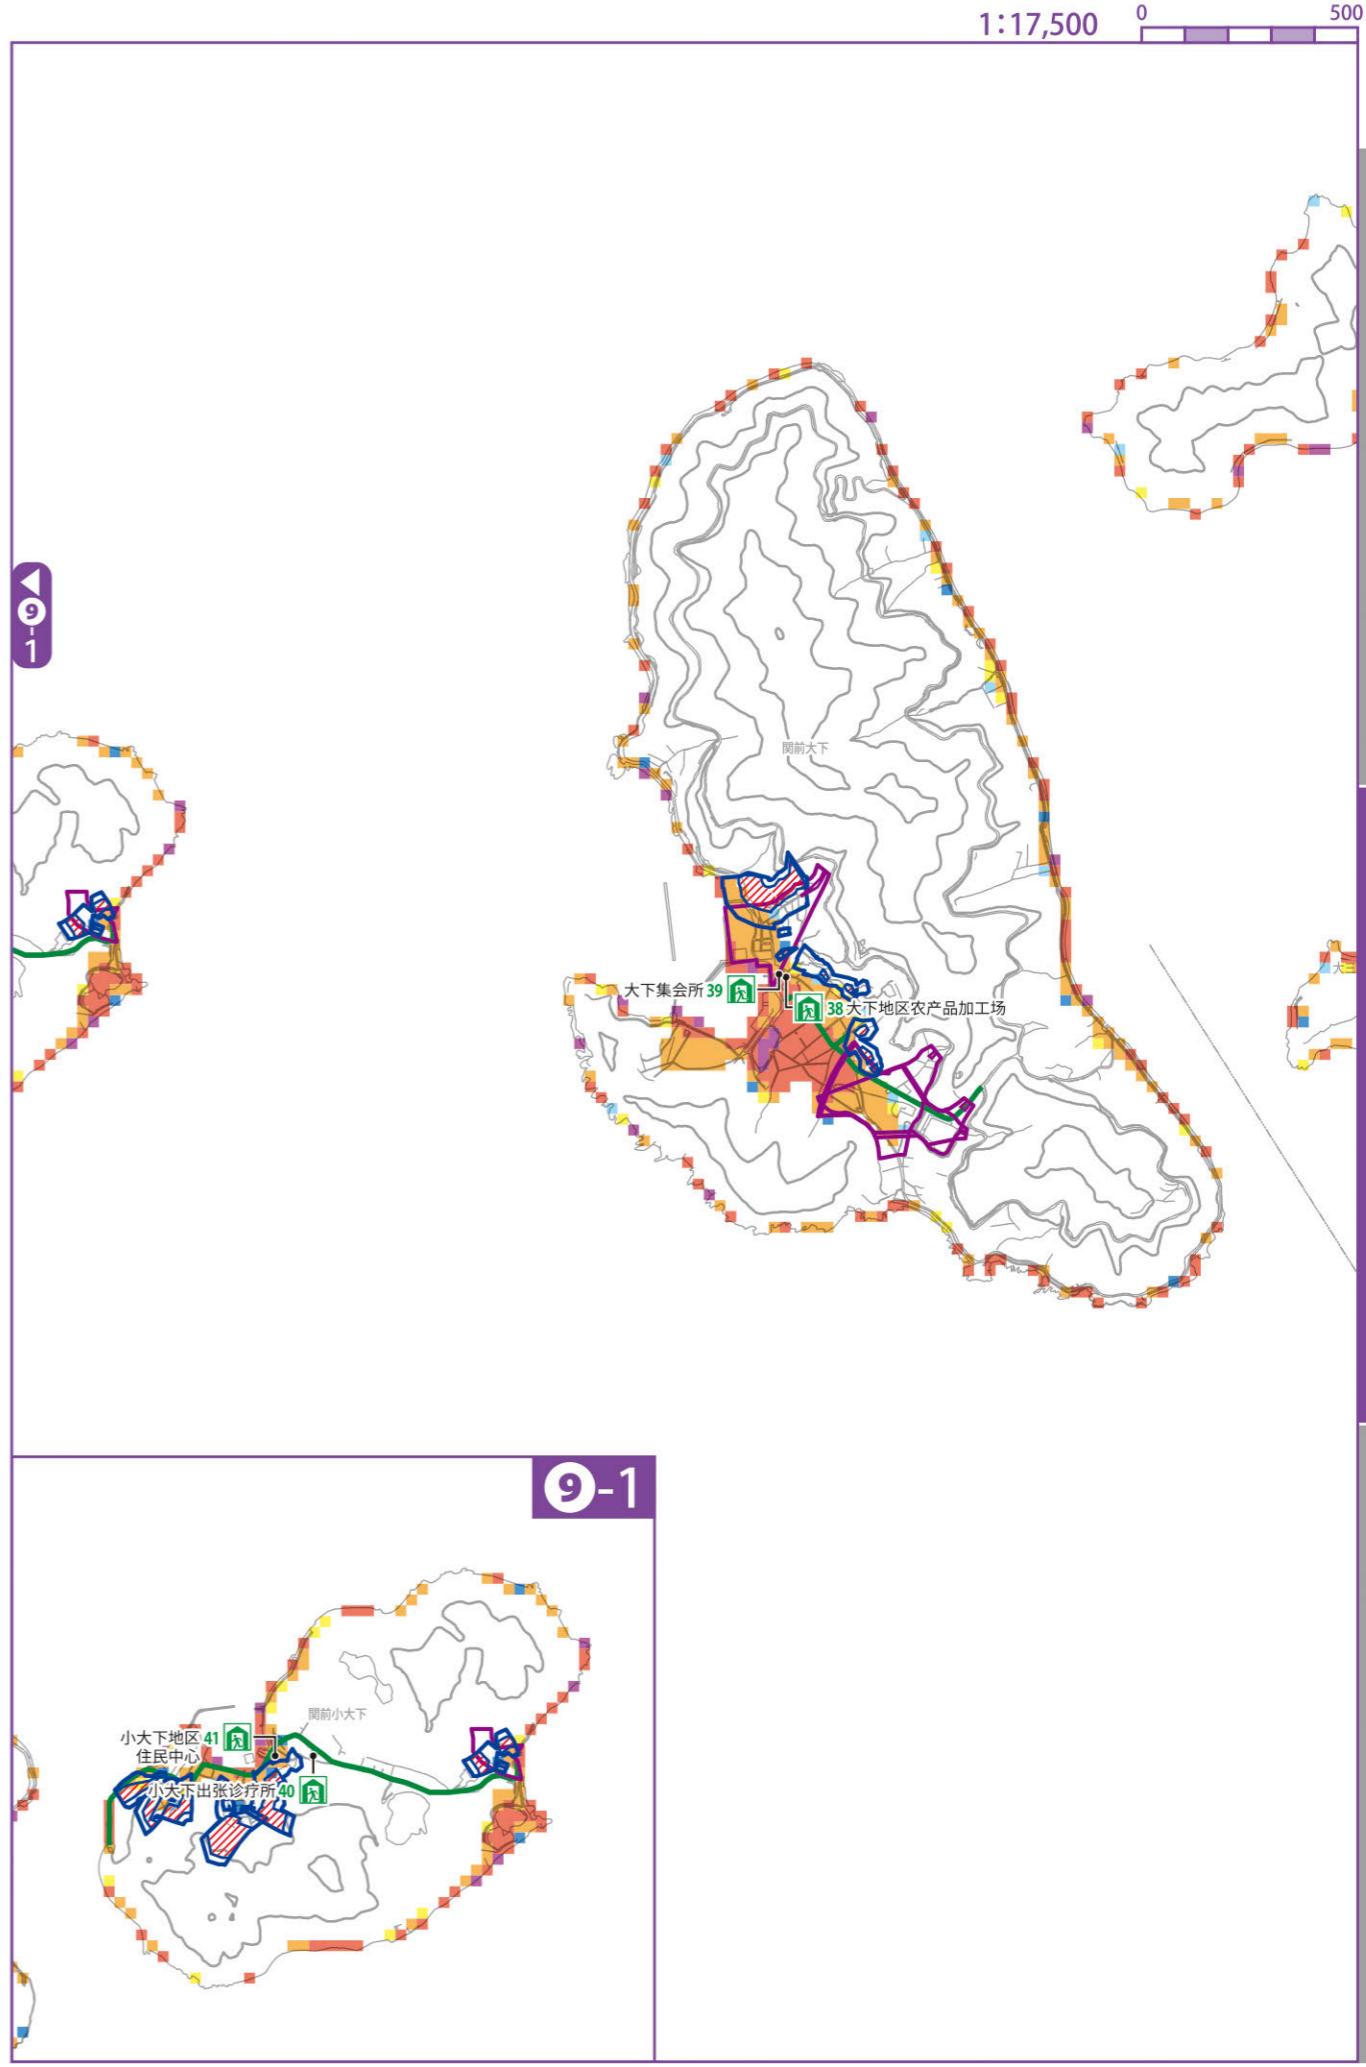 1:17,500
0
500
9-1
関前大下
大下集会所 39
38 大下地区农产品加工场
9-1
関前小大下
小大下地区 41
住民中心
小大下出张诊疗所 40